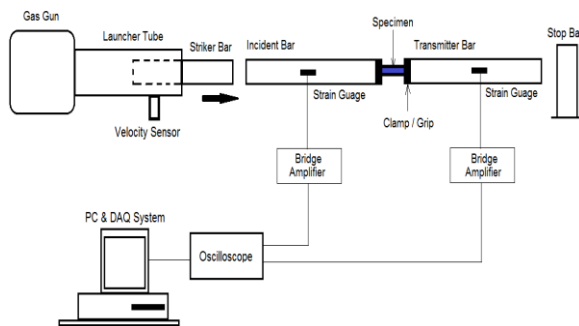 Gas Gun
Launcher Tube
Striker Bar
Velocity Sensor
Incident Bar
Specimen
Transmitter Bar
Stop Bar
Strain Guage
Strain Guage
Clamp / Grip
Bridge
Amplifier
Bridge
Amplifier
PC & DAQ System
Oscilloscope